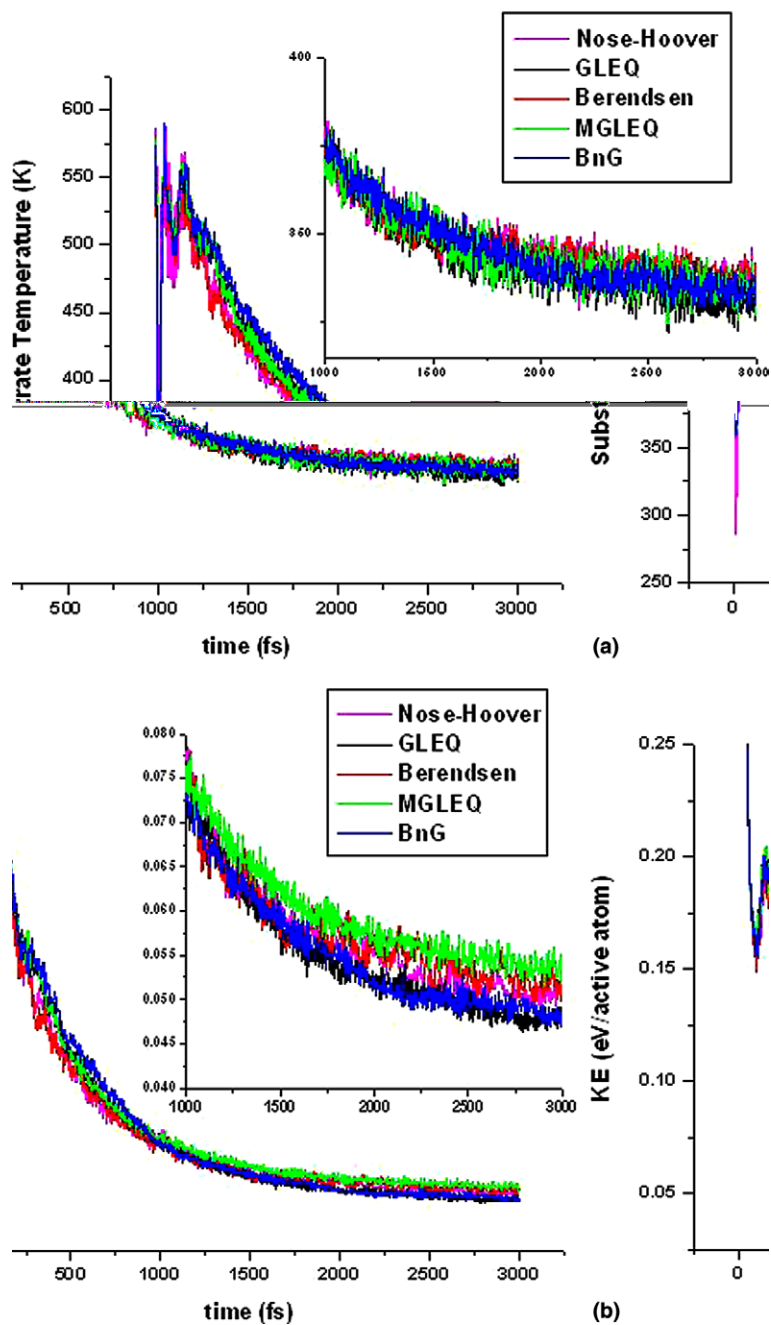 Nose-Hoover
GLEQ
Berendsen
MGLEQ
BnG
400
350
1000 1500 2000 2500 3000
600
550
500
450
400
rate Temperature (K)
Subst
350
300
250
0
500 1000 1500 2000 2500 3000
time (fs)
(a)
Nose-Hoover
GLEQ
Berendsen
MGLEQ
BnG
0.080
0.075
0.070
0.065
0.060
0.055
0.050
0.045
0.040
1000 1500 2000 2500 3000
KE (eV/active atom)
0.25
0.20
0.15
0.10
0.05
0
500 1000 1500 2000 2500 3000
time (fs)
(b)